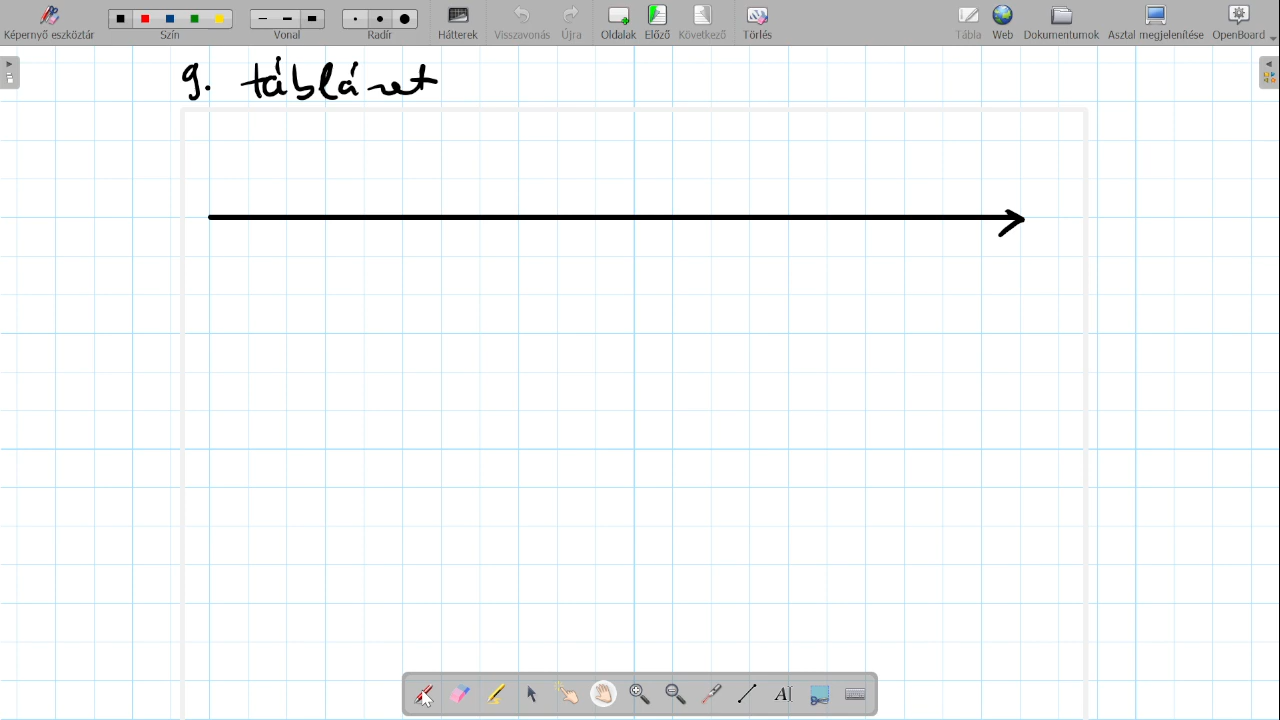 Képernyő eszköztár Szín Vonal Radír Hátterek Visszavonás Újra Oldalak Előző Következő Törlés Tábla Web Dokumentumok Asztal megjelenítése OpenBoard
9. tábláret